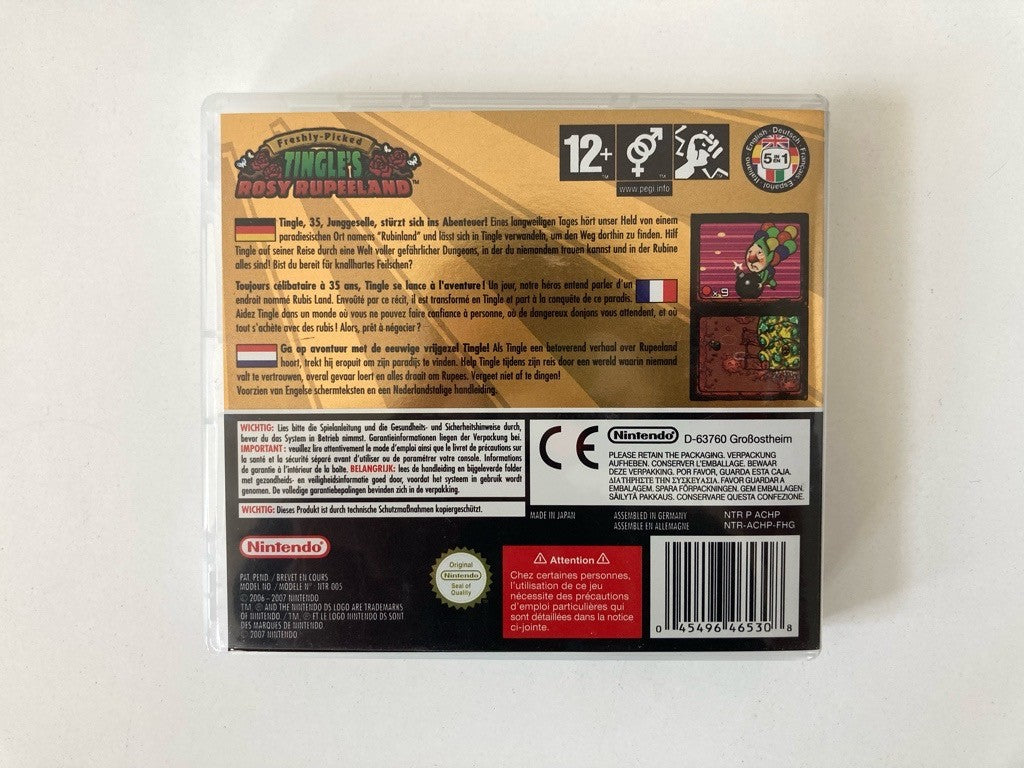 Freshly-Picked
TINGLE'S
ROSY RUPEELAND™
12+
www.pegi.info
English Deutsch Français Español Italiano
5 IN EN 1
Tingle, 35, Junggeselle, stürzt sich ins Abenteuer! Eines langweiligen Tages hört unser Held von einem
paradiesischen Ort namens "Rubinland" und lässt sich in Tingle verwandeln, um den Weg dorthin zu finden. Hilf
Tingle auf seiner Reise durch eine Welt voller gefährlicher Dungeons, in der du niemandem trauen kannst und in der Rubine
alles sind! Bist du bereit für knallhartes Feilschen?
Toujours célibataire à 35 ans, Tingle se lance à l'aventure! Un jour, notre héros entend parler d'un
endroit nommé Rubis Land. Envoûté par ce récit, il est transformé en Tingle et part à la conquête de ce paradis.
Aidez Tingle dans un monde où vous ne pouvez faire confiance à personne, où de dangereux donjons vous attendent, et où
tout s'achète avec des rubis! Alors, prêt à négocier?
Ga op avontuur met de eeuwige vrijgezel Tingle! Als Tingle een betoverend verhaal over Rupeeland
hoort, trekt hij eropuit om zijn paradijs te vinden. Help Tingle tijdens zijn reis door een wereld waarin niemand
valt te vertrouwen, overal gevaar loert en alles draait om Rupees. Vergeet niet af te dingen!
Voorzien van Engelse schermteksten en een Nederlandstalige handleiding.
x9
WICHTIG: Lies bitte die Spielanleitung und die Gesundheits- und Sicherheitshinweise durch,
bevor du das System in Betrieb nimmst. Garantieinformationen liegen der Verpackung bei.
IMPORTANT: veuillez lire attentivement le mode d'emploi ainsi que le livret de précautions sur
la santé et la sécurité séparé avant d'utiliser ou de paramétrer votre console. Informations
de garantie à l'intérieur de la boîte. BELANGRIJK: lees de handleiding en bijgeleverde folder
met gezondheids- en veiligheidsinformatie goed door, voordat het systeem in gebruik wordt
genomen. De volledige garantiebepalingen bevinden zich in de verpakking.
WICHTIG: Dieses Produkt ist durch technische Schutzmaßnahmen kopiergeschützt.
CE
Nintendo® D-63760 Großostheim
PLEASE RETAIN THE PACKAGING. VERPACKUNG
AUFHEBEN. CONSERVER L'EMBALLAGE. BEWAAR
DEZE VERPAKKING. POR FAVOR, GUARDA ESTA CAJA.
ΔΙΑΤΗΡΗΣΤΕ ΤΗΝ ΣΥΣΚΕΥΑΣΙΑ. FAVOR GUARDAR A
EMBALAGEM. SPARA FÖRPACKNINGEN. GEM EMBALLAGEN.
SÄILYTÄ PAKKAUS. CONSERVARE QUESTA CONFEZIONE.
MADE IN JAPAN
ASSEMBLED IN GERMANY
ASSEMBLE EN ALLEMAGNE
NTR P ACHP
NTR-ACHP-FHG
Nintendo®
PAT. PEND. / BREVET EN COURS
MODEL NO. / MODELE N°: NTR 005
© 2006 - 2007 NINTENDO
TM, ® AND THE NINTENDO DS LOGO ARE TRADEMARKS
OF NINTENDO / TM, ® ET LE LOGO NINTENDO DS SONT
DES MARQUES DE NINTENDO.
© 2007 NINTENDO
Original
Nintendo
Seal of
Quality
Attention
Chez certaines personnes,
l'utilisation de ce jeu
nécessite des précautions
d'emploi particulières qui
sont détaillées dans la notice
ci-jointe.
0 45496 46530 8